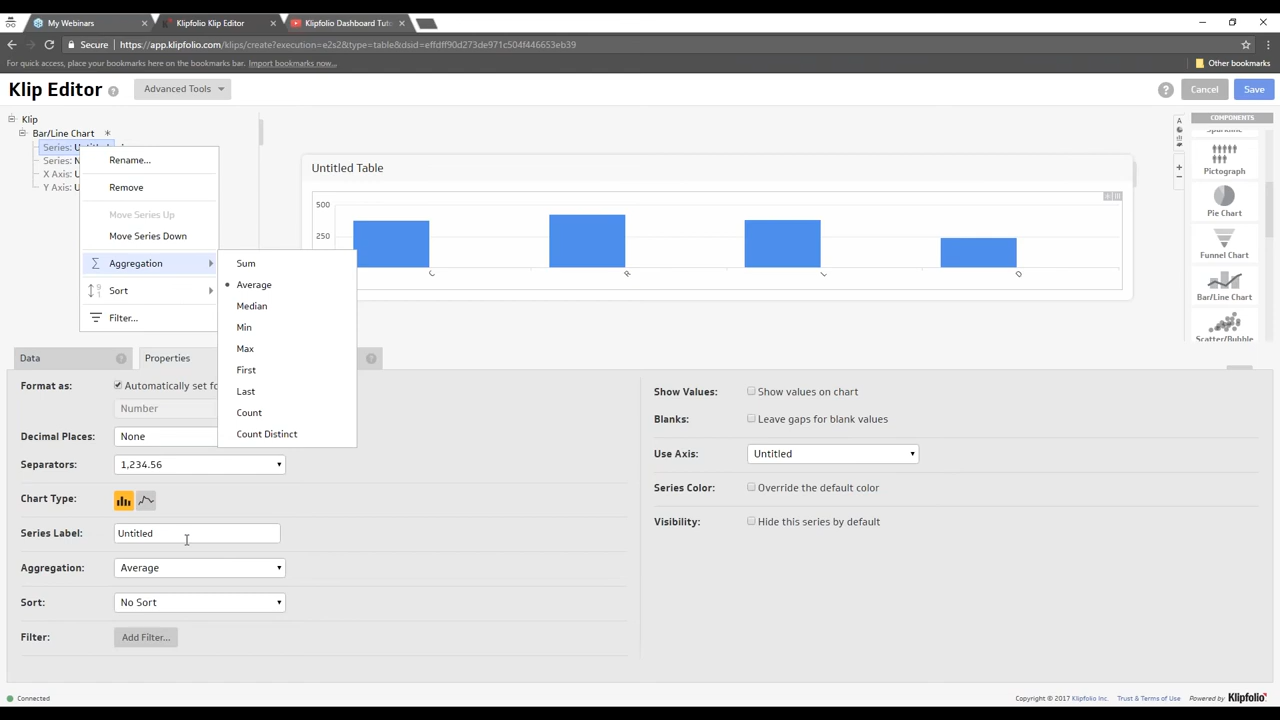 My Webinars
Klipfolio Klip Editor
Klipfolio Dashboard Tut
Secure
https://app.klipfolio.com/klips/create?execution=e2s2&type=table&dsid=effdff90d273de971c504f446653eb39
For quick access, place your bookmarks here on the bookmarks bar. Import bookmarks now...
Other bookmarks
Klip Editor
Advanced Tools
Cancel
Save
Klip
Bar/Line Chart *
Series:
Series: N
X Axis: U
Y Axis: U
Rename...
Remove
Move Series Up
Move Series Down
Aggregation
Sort
Filter...
Sum
Average
Median
Min
Max
First
Last
Count
Count Distinct
Untitled Table
500
250
C
R
L
O
COMPONENTS
Sparkline
Pictograph
Pie Chart
Funnel Chart
Bar/Line Chart
Scatter/Bubble
Data
Properties
Format as:
Automatically set fo
Number
Decimal Places:
None
Separators:
1,234.56
Chart Type:
Series Label:
Untitled
Aggregation:
Average
Sort:
No Sort
Filter:
Add Filter...
Show Values:
Show values on chart
Blanks:
Leave gaps for blank values
Use Axis:
Untitled
Series Color:
Override the default color
Visibility:
Hide this series by default
Connected
Copyright © 2017 Klipfolio Inc.
Trust & Terms of Use
Powered by Klipfolio